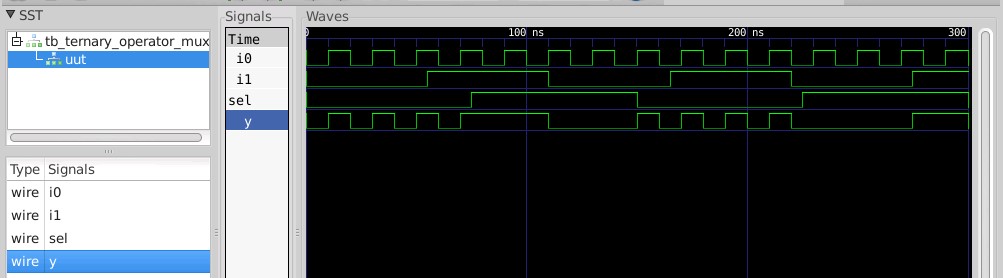 SST
tb_ternary_operator_mux
uut
Type Signals
wire i0
wire i1
wire sel
wire y
Signals
Time
i0
i1
sel
y
Waves
0 100 ns 200 ns 300